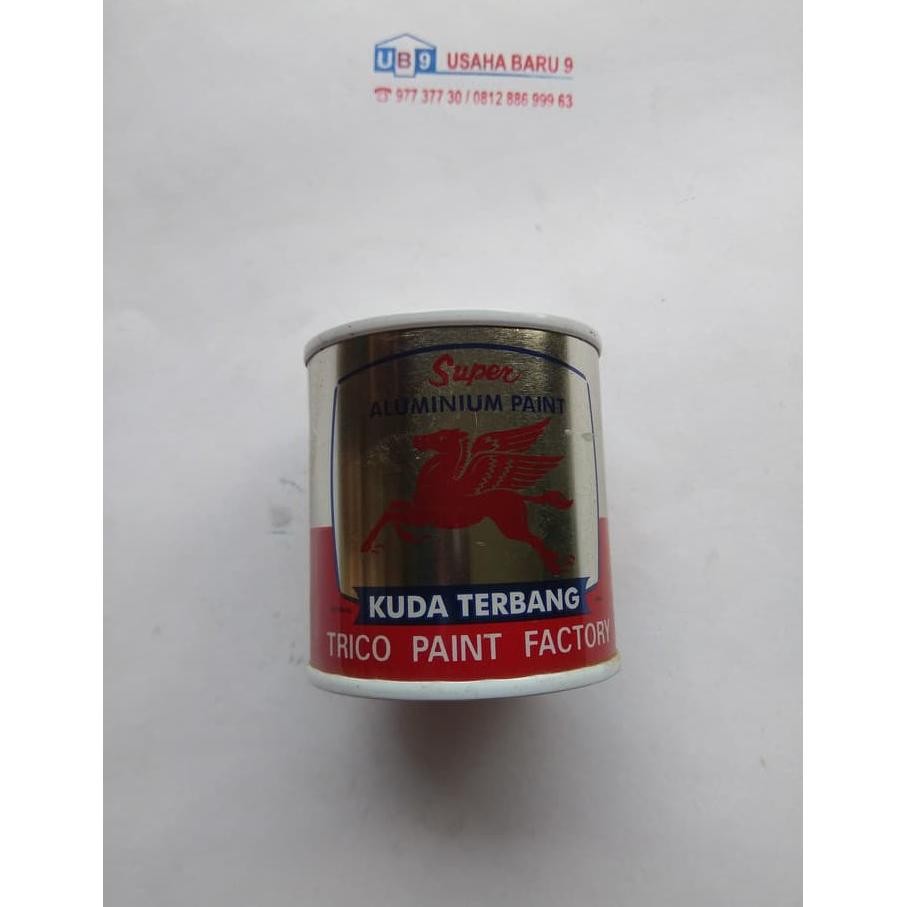 UB9 USAHA BARU 9
☎ 977 377 30 / 0812 886 999 63
Super
ALUMINIUM PAINT
KUDA TERBANG
TRICO PAINT FACTORY